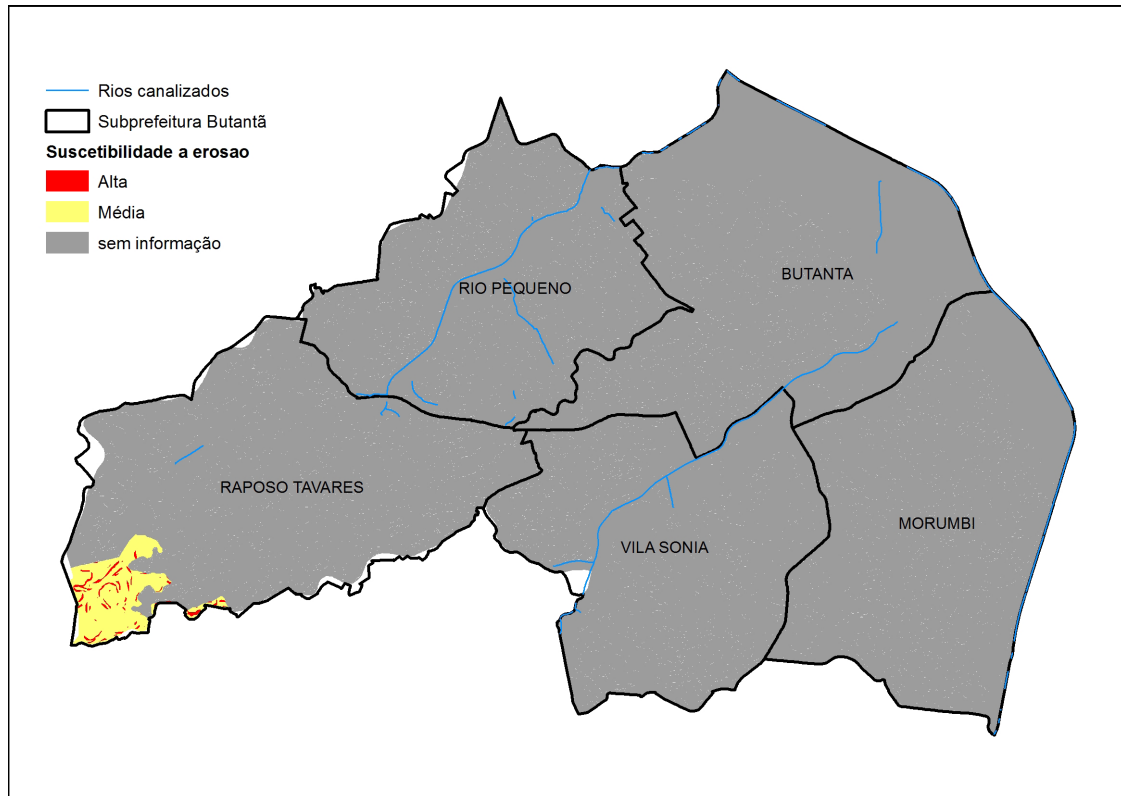 Rios canalizados
Subprefeitura Butantã
Suscetibilidade a erosao
Alta
Média
sem informação
BUTANTA
RIO PEQUENO
RAPOSO TAVARES
MORUMBI
VILA SONIA